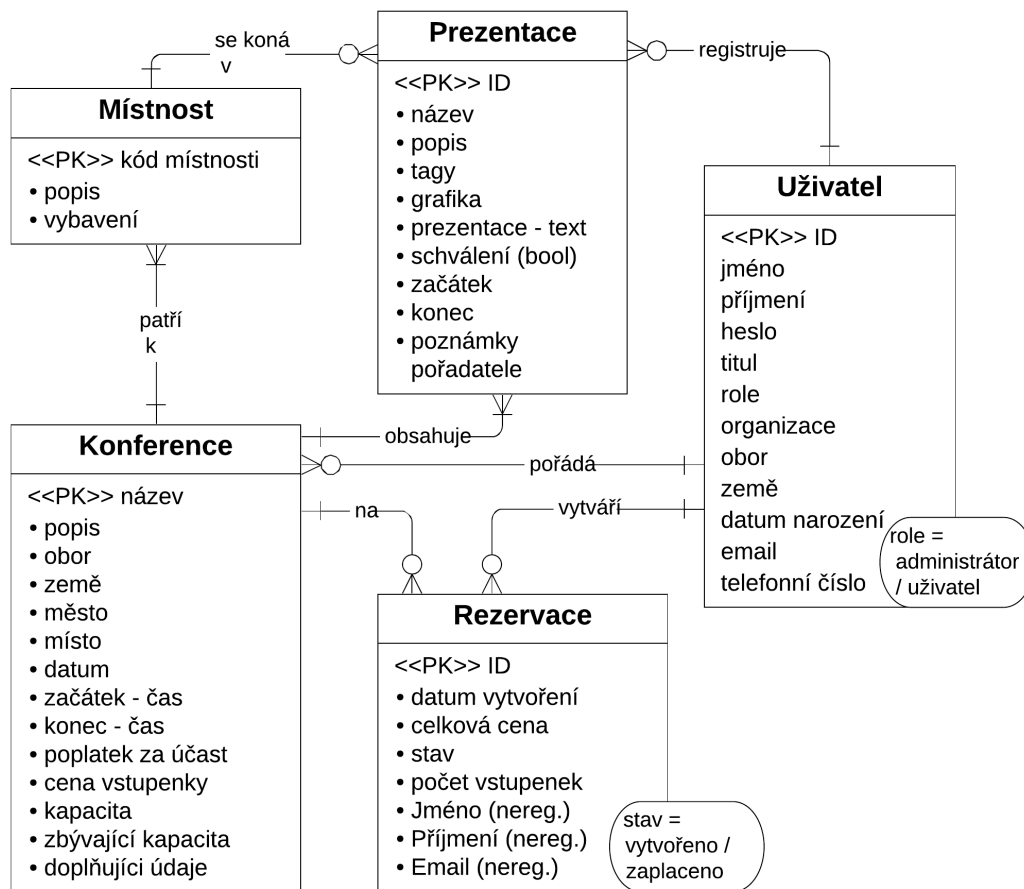 se koná
v
Prezentace
<<PK>> ID
• název
• popis
• tagy
• grafika
• prezentace - text
• schválení (bool)
• začátek
• konec
• poznámky
pořadatele
registruje
Místnost
<<PK>> kód místnosti
• popis
• vybavení
Uživatel
<<PK>> ID
jméno
příjmení
heslo
titul
role
organizace
obor
země
datum narození
email
telefonní číslo
role =
administrátor
/ uživatel
patří
k
obsahuje
pořádá
na
vytváří
Konference
<<PK>> název
• popis
• obor
• země
• město
• místo
• datum
• začátek - čas
• konec - čas
• poplatek za účast
• cena vstupenky
• kapacita
• zbývající kapacita
• doplňujíci údaje
Rezervace
<<PK>> ID
• datum vytvoření
• celková cena
• stav
• počet vstupenek
• Jméno (nereg.)
• Příjmení (nereg.)
• Email (nereg.)
stav =
vytvořeno /
zaplaceno